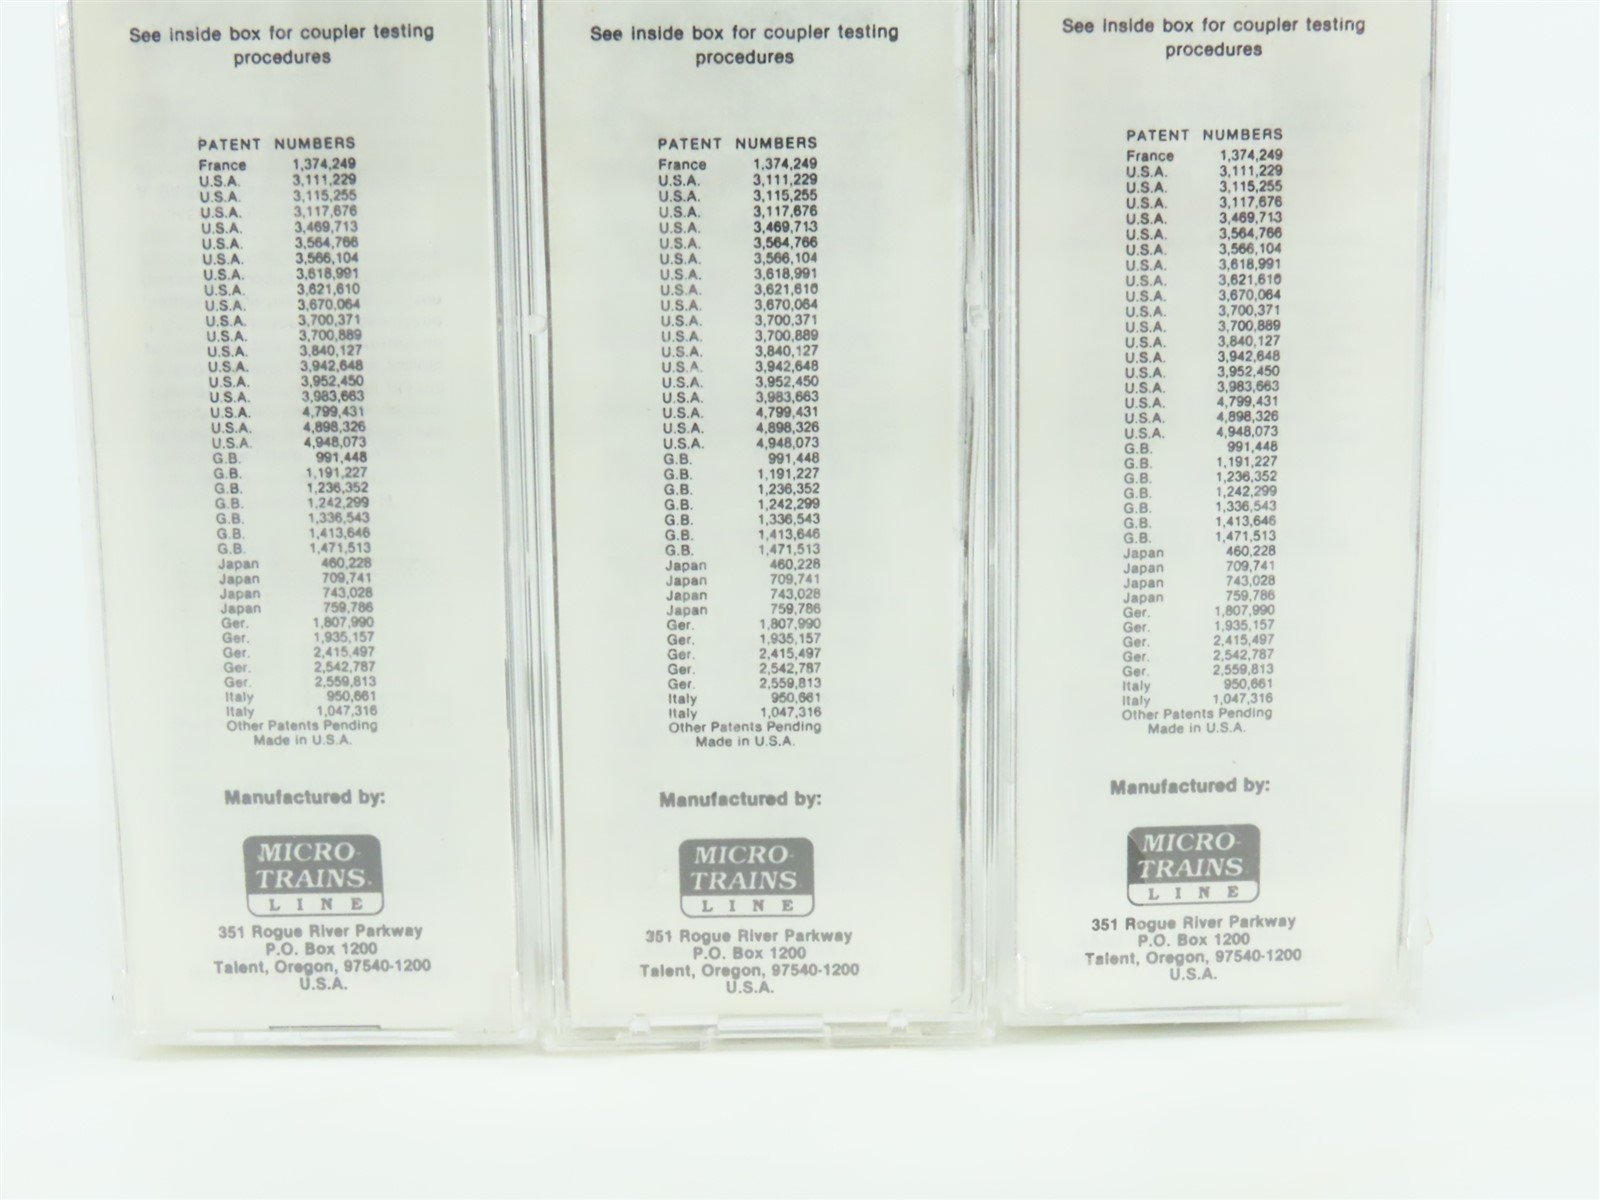 See inside box for coupler testing
procedures
PATENT NUMBERS
France 1,374,249
U.S.A. 3,111,229
U.S.A. 3,115,255
U.S.A. 3,117,676
U.S.A. 3,469,713
U.S.A. 3,564,766
U.S.A. 3,566,104
U.S.A. 3,618,991
U.S.A. 3,621,610
U.S.A. 3,670,064
U.S.A. 3,700,371
U.S.A. 3,700,889
U.S.A. 3,840,127
U.S.A. 3,942,648
U.S.A. 3,952,450
U.S.A. 3,983,663
U.S.A. 4,799,431
U.S.A. 4,898,326
U.S.A. 4,948,073
G.B. 991,448
G.B. 1,191,227
G.B. 1,236,352
G.B. 1,242,299
G.B. 1,336,543
G.B. 1,413,646
G.B. 1,471,513
Japan 460,228
Japan 709,741
Japan 743,028
Japan 759,786
Ger. 1,807,990
Ger. 1,935,157
Ger. 2,415,497
Ger. 2,542,787
Ger. 2,559,813
Italy 950,661
Italy 1,047,316
Other Patents Pending
Made in U.S.A.
Manufactured by:
MICRO-
TRAINS
LINE
351 Rogue River Parkway
P.O. Box 1200
Talent, Oregon, 97540-1200
U.S.A.
See inside box for coupler testing
procedures
PATENT NUMBERS
France 1,374,249
U.S.A. 3,111,229
U.S.A. 3,115,255
U.S.A. 3,117,676
U.S.A. 3,469,713
U.S.A. 3,564,766
U.S.A. 3,566,104
U.S.A. 3,618,991
U.S.A. 3,621,610
U.S.A. 3,670,064
U.S.A. 3,700,371
U.S.A. 3,700,889
U.S.A. 3,840,127
U.S.A. 3,942,648
U.S.A. 3,952,450
U.S.A. 3,983,663
U.S.A. 4,799,431
U.S.A. 4,898,326
U.S.A. 4,948,073
G.B. 991,448
G.B. 1,191,227
G.B. 1,236,352
G.B. 1,242,299
G.B. 1,336,543
G.B. 1,413,646
G.B. 1,471,513
Japan 460,228
Japan 709,741
Japan 743,028
Japan 759,786
Ger. 1,807,990
Ger. 1,935,157
Ger. 2,415,497
Ger. 2,542,787
Ger. 2,559,813
Italy 950,661
Italy 1,047,316
Other Patents Pending
Made in U.S.A.
Manufactured by:
MICRO-
TRAINS
LINE
351 Rogue River Parkway
P.O. Box 1200
Talent, Oregon, 97540-1200
U.S.A.
See inside box for coupler testing
procedures
PATENT NUMBERS
France 1,374,249
U.S.A. 3,111,229
U.S.A. 3,115,255
U.S.A. 3,117,676
U.S.A. 3,469,713
U.S.A. 3,564,766
U.S.A. 3,566,104
U.S.A. 3,618,991
U.S.A. 3,621,610
U.S.A. 3,670,064
U.S.A. 3,700,371
U.S.A. 3,700,889
U.S.A. 3,840,127
U.S.A. 3,942,648
U.S.A. 3,952,450
U.S.A. 3,983,663
U.S.A. 4,799,431
U.S.A. 4,898,326
U.S.A. 4,948,073
G.B. 991,448
G.B. 1,191,227
G.B. 1,236,352
G.B. 1,242,299
G.B. 1,336,543
G.B. 1,413,646
G.B. 1,471,513
Japan 460,228
Japan 709,741
Japan 743,028
Japan 759,786
Ger. 1,807,990
Ger. 1,935,157
Ger. 2,415,497
Ger. 2,542,787
Ger. 2,559,813
Italy 950,661
Italy 1,047,316
Other Patents Pending
Made in U.S.A.
Manufactured by:
MICRO-
TRAINS
LINE
351 Rogue River Parkway
P.O. Box 1200
Talent, Oregon, 97540-1200
U.S.A.